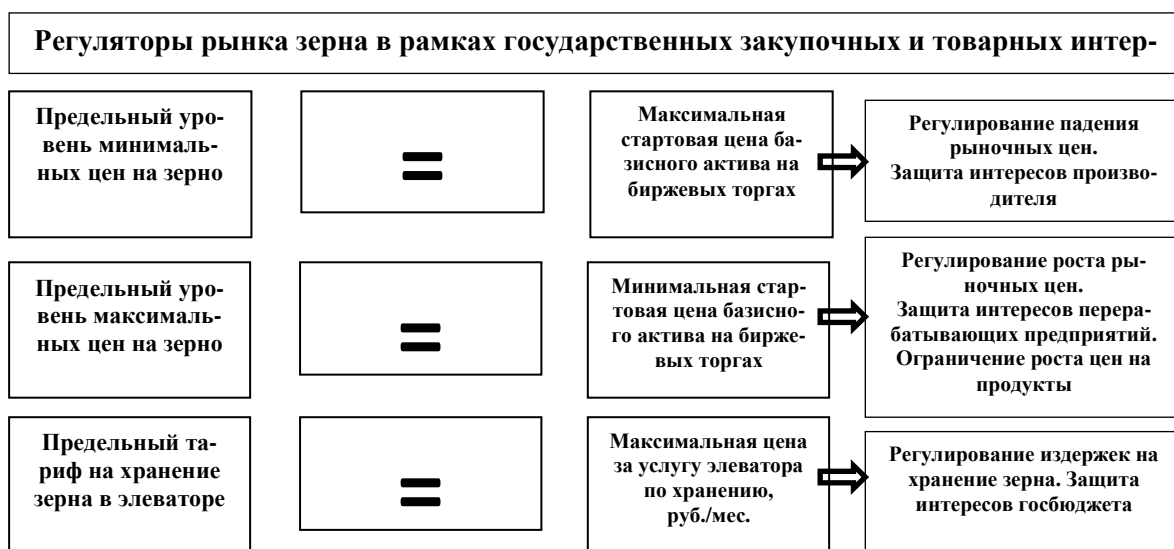 Регуляторы рынка зерна в рамках государственных закупочных и товарных интер-
Предельный уро-
вень минималь-
ных цен на зерно
=
Максимальная
стартовая цена ба-
зисного актива на
биржевых торгах
Регулирование падения
рыночных цен.
Защита интересов произво-
дителя
Предельный уро-
вень максималь-
ных цен на зерно
=
Минимальная стар-
товая цена базисно-
го актива на бирже-
вых торгах
Регулирование роста ры-
ночных цен.
Защита интересов перера-
батывающих предприятий.
Ограничение роста цен на
продукты
Предельный та-
риф на хранение
зерна в элеваторе
=
Максимальная цена
за услугу элеватора
по хранению,
руб./мес.
Регулирование издержек на
хранение зерна. Защита
интересов госбюджета